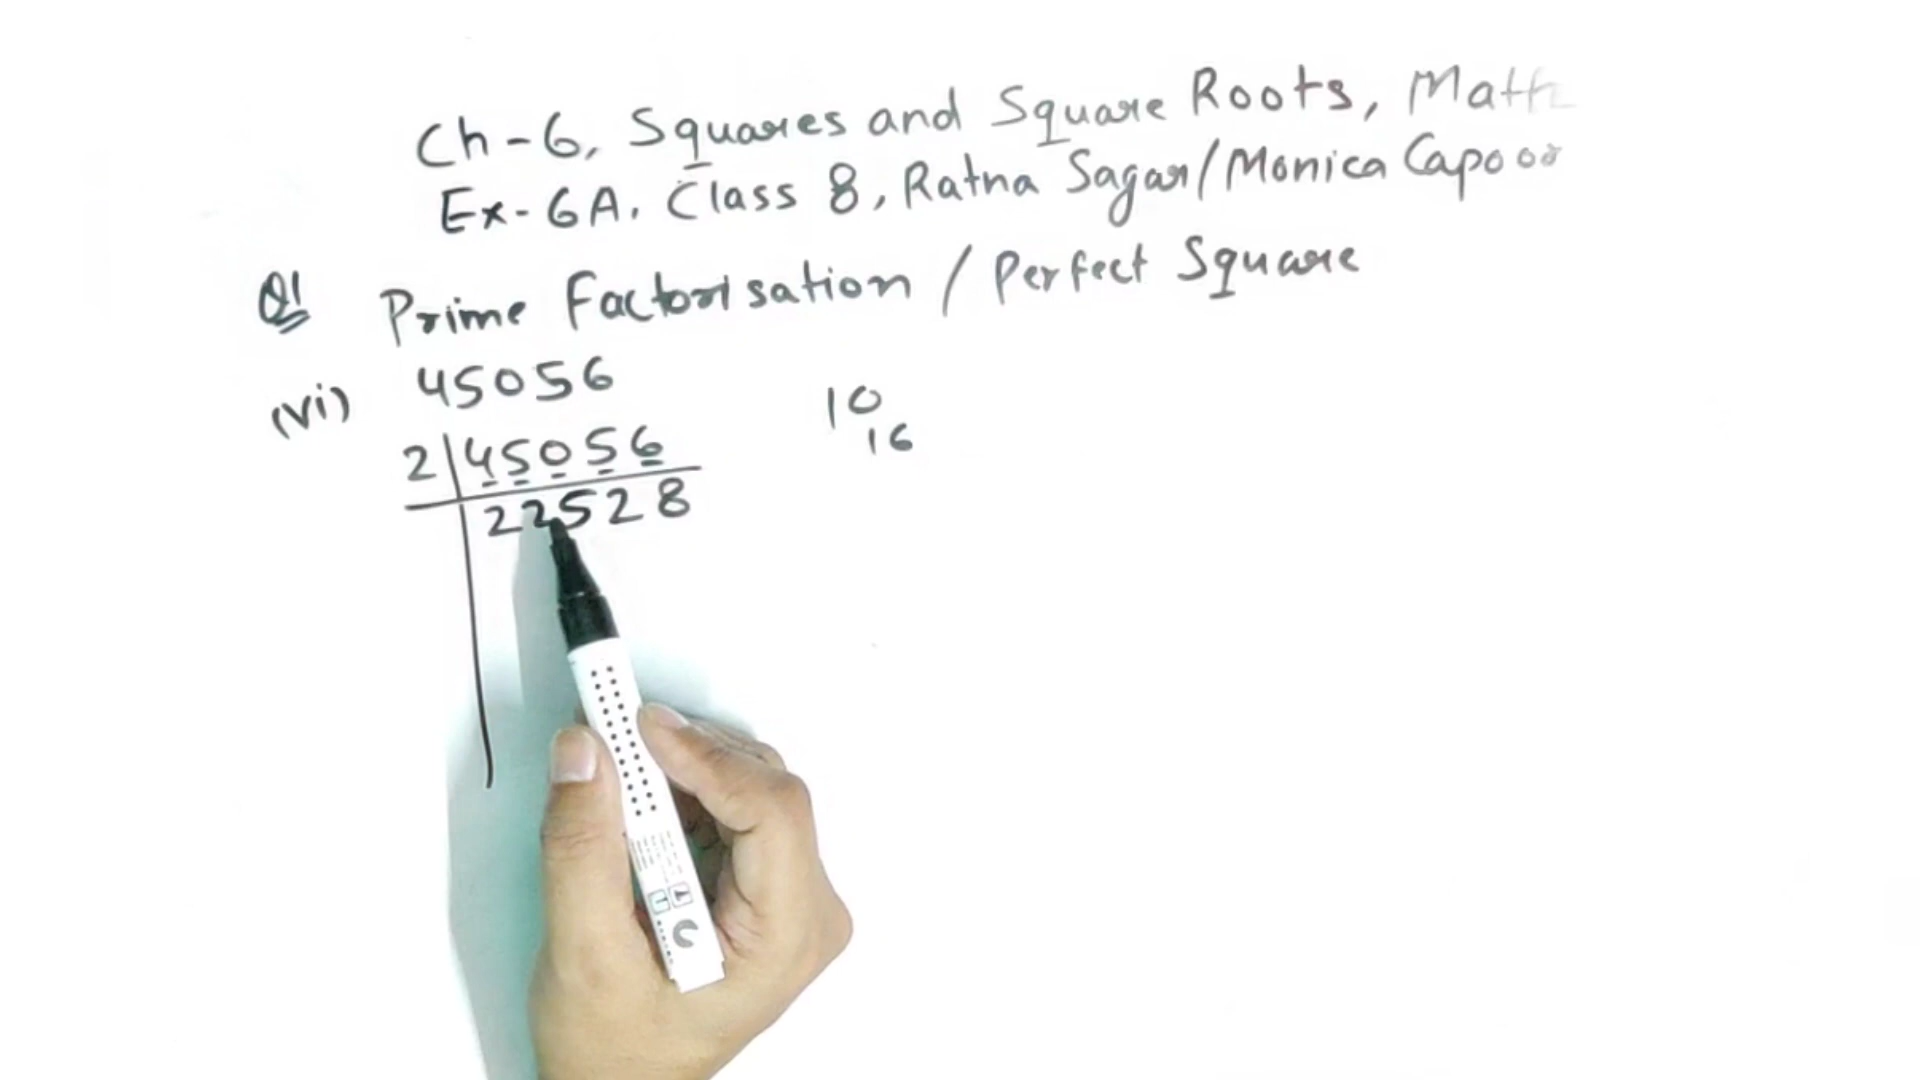 Ch-6, Squares and Square Roots, Math
Ex-6A, Class 8, Ratna Sagar/Monica Capoor
Q1 Prime Factorisation / Perfect Square
(vi) 45056
10
16
2 45056
22528